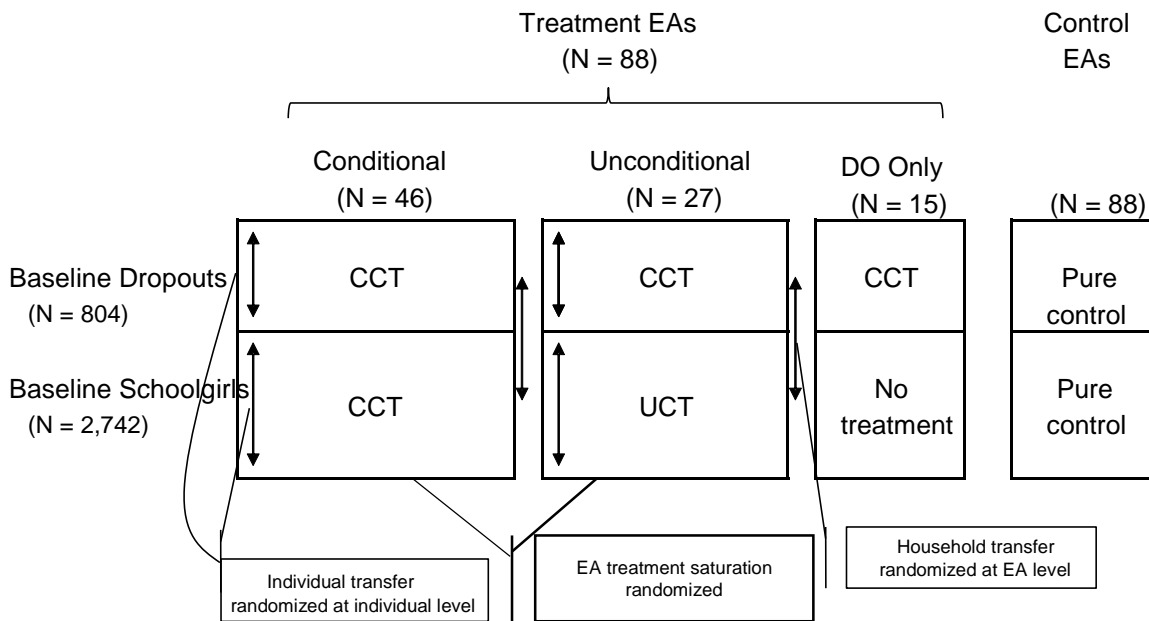 Treatment EAs
(N = 88)
Control
EAs
Conditional
(N = 46)
Unconditional
(N = 27)
DO Only
(N = 15)
(N = 88)
Baseline Dropouts
(N = 804)
CCT
CCT
CCT
Pure
control
Baseline Schoolgirls
(N = 2,742)
CCT
UCT
No
treatment
Pure
control
Individual transfer
randomized at individual level
EA treatment saturation
randomized
Household transfer
randomized at EA level